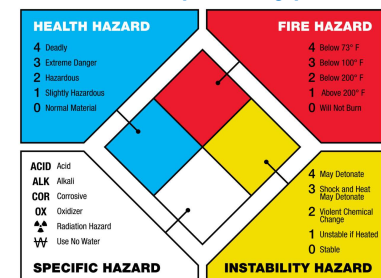 HEALTH HAZARD
4 Deadly
3 Extreme Danger
2 Hazardous
1 Slightly Hazardous
0 Normal Material
FIRE HAZARD
4 Below 73° F
3 Below 100° F
2 Below 200° F
1 Above 200° F
0 Will Not Burn
ACID Acid
ALK Alkali
COR Corrosive
OX Oxidizer
Radiation Hazard
W Use No Water
SPECIFIC HAZARD
4 May Detonate
3 Shock and Heat
May Detonate
2 Violent Chemical
Change
1 Unstable if Heated
0 Stable
INSTABILITY HAZARD